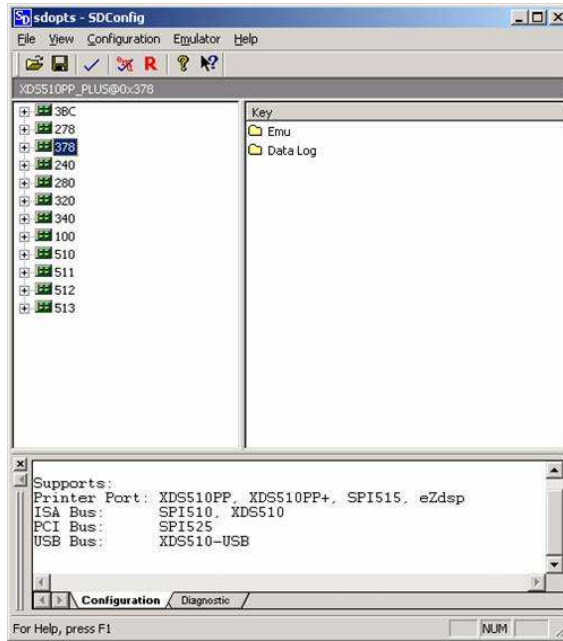 SD sdopts - SDConfig
File View Configuration Emulator Help
R ? ?
XDS510PP_PLUS@0x378
3BC
278
378
240
280
320
340
100
510
511
512
513
Key
Emu
Data Log
Supports:
Printer Port: XDS510PP, XDS510PP+, SPI515, eZdsp
ISA Bus: SPI510, XDS510
PCI Bus: SPI525
USB Bus: XDS510-USB
Configuration Diagnostic
For Help, press F1
NUM